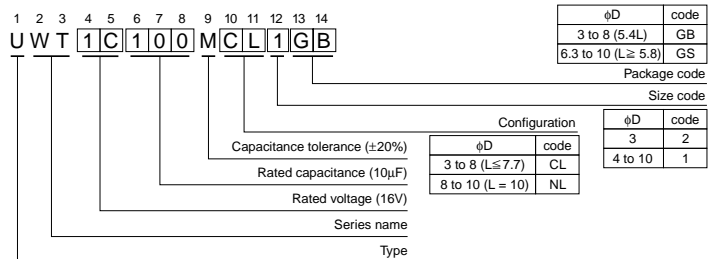 1 2 3 4 5 6 7 8 9 10 11 12 13 14
U W T 1 C 1 0 0 M C L 1 G B
ϕD code
3 to 8 (5.4L) GB
6.3 to 10 (L≧ 5.8) GS
Package code
Size code
ϕD code
3 2
4 to 10 1
Configuration
ϕD code
3 to 8 (L≦7.7) CL
8 to 10 (L = 10) NL
Capacitance tolerance (±20%)
Rated capacitance (10µF)
Rated voltage (16V)
Series name
Type